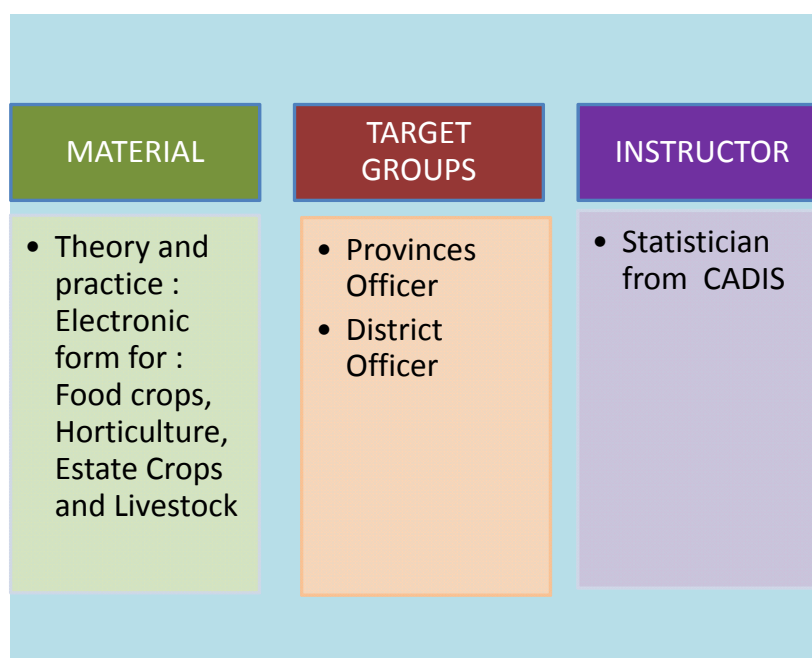 MATERIAL
• Theory and
practice :
Electronic
form for :
Food crops,
Horticulture,
Estate Crops
and Livestock
TARGET
GROUPS
• Provinces
Officer
• District
Officer
INSTRUCTOR
• Statistician
from CADIS